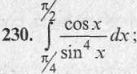 230. ∫_{π/4}^{π/2} cos x / sin⁴ x dx;